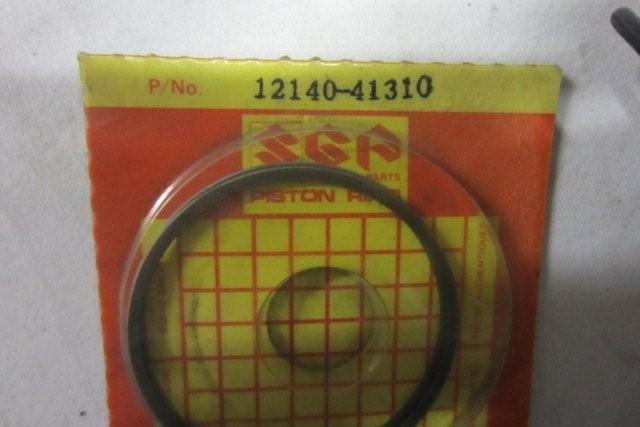 P/No. 12140-41310
SGP
PARTS
PISTON RING